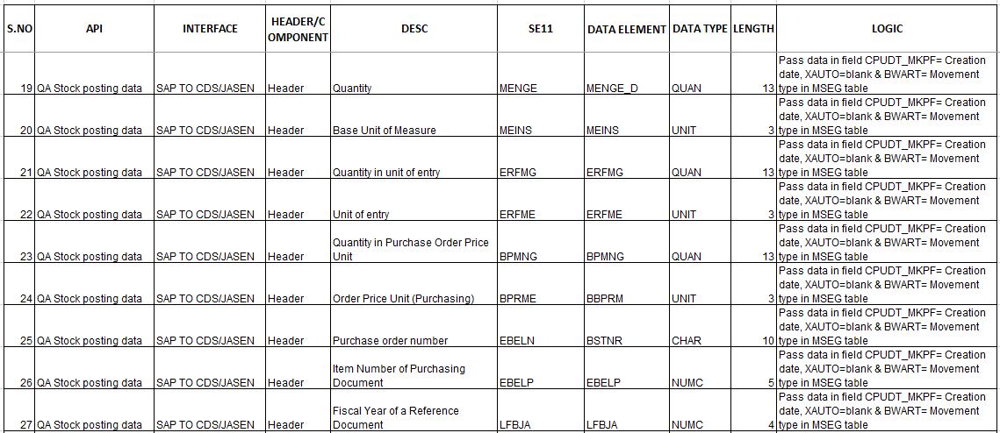 S.NO API INTERFACE HEADER/C OMPONENT DESC SE11 DATA ELEMENT DATA TYPE LENGTH LOGIC
19 QA Stock posting data SAP TO CDS/JASEN Header Quantity MENGE MENGE_D QUAN 13 Pass data in field CPUDT_MKPF= Creation
date, XAUTO=blank & BWART= Movement
type in MSEG table
20 QA Stock posting data SAP TO CDS/JASEN Header Base Unit of Measure MEINS MEINS UNIT 3 Pass data in field CPUDT_MKPF= Creation
date, XAUTO=blank & BWART= Movement
type in MSEG table
21 QA Stock posting data SAP TO CDS/JASEN Header Quantity in unit of entry ERFMG ERFMG QUAN 13 Pass data in field CPUDT_MKPF= Creation
date, XAUTO=blank & BWART= Movement
type in MSEG table
22 QA Stock posting data SAP TO CDS/JASEN Header Unit of entry ERFME ERFME UNIT 3 Pass data in field CPUDT_MKPF= Creation
date, XAUTO=blank & BWART= Movement
type in MSEG table
23 QA Stock posting data SAP TO CDS/JASEN Header Quantity in Purchase Order Price
Unit BPMNG BPMNG QUAN 13 Pass data in field CPUDT_MKPF= Creation
date, XAUTO=blank & BWART= Movement
type in MSEG table
24 QA Stock posting data SAP TO CDS/JASEN Header Order Price Unit (Purchasing) BPRME BBPRM UNIT 3 Pass data in field CPUDT_MKPF= Creation
date, XAUTO=blank & BWART= Movement
type in MSEG table
25 QA Stock posting data SAP TO CDS/JASEN Header Purchase order number EBELN BSTNR CHAR 10 Pass data in field CPUDT_MKPF= Creation
date, XAUTO=blank & BWART= Movement
type in MSEG table
26 QA Stock posting data SAP TO CDS/JASEN Header Item Number of Purchasing
Document EBELP EBELP NUMC 5 Pass data in field CPUDT_MKPF= Creation
date, XAUTO=blank & BWART= Movement
type in MSEG table
27 QA Stock posting data SAP TO CDS/JASEN Header Fiscal Year of a Reference
Document LFBJA LFBJA NUMC 4 Pass data in field CPUDT_MKPF= Creation
date, XAUTO=blank & BWART= Movement
type in MSEG table